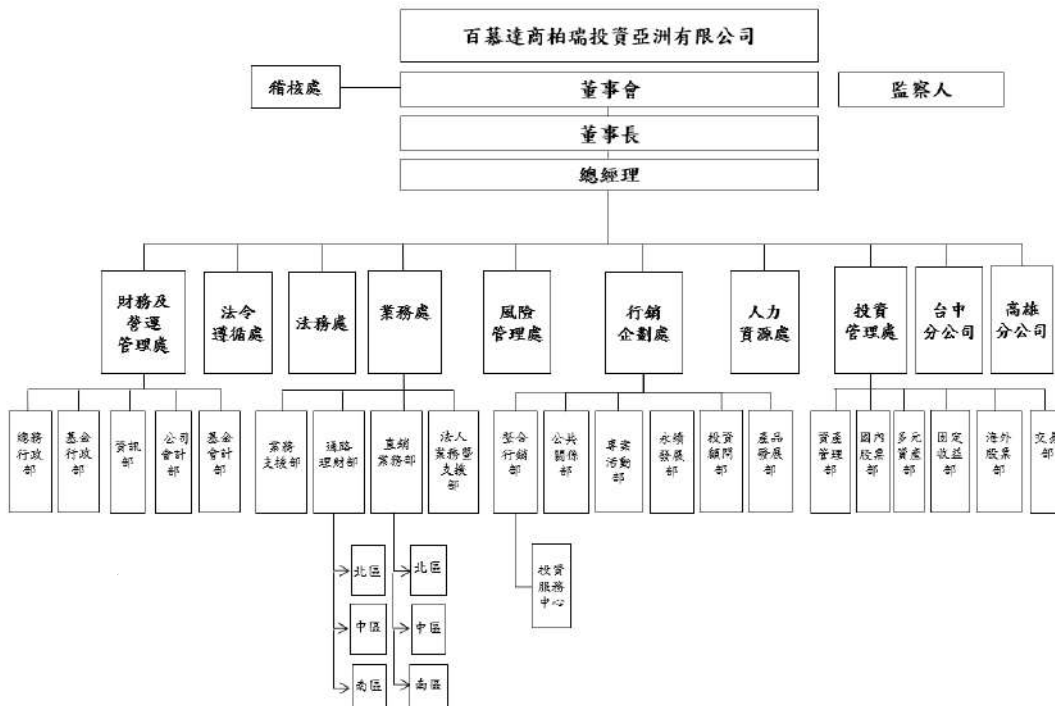 百慕達商柏瑞投資亞洲有限公司
稽核處
董事會
監察人
董事長
總經理
財務及
營運
管理處
法令
遵循處
法務處
業務處
風險
管理處
行銷
企劃處
人力
資源處
投資
管理處
台中
分公司
高雄
分公司
總務
行政
部
基金
行政
部
資訊
部
公司
會計
部
基金
會計
部
業務
支援部
通路
理財部
直銷
業務部
法人
業務暨
支援
部
整合
行銷
部
公共
關係
部
專案
活動
部
永續
發展
部
投資
顧問
部
產品
發展
部
資產
管理
部
國內
股票
部
多元
資產
部
固定
收益
部
海外
股票
部
交易
部
北區
中區
南區
北區
中區
南區
投資
服務
中心